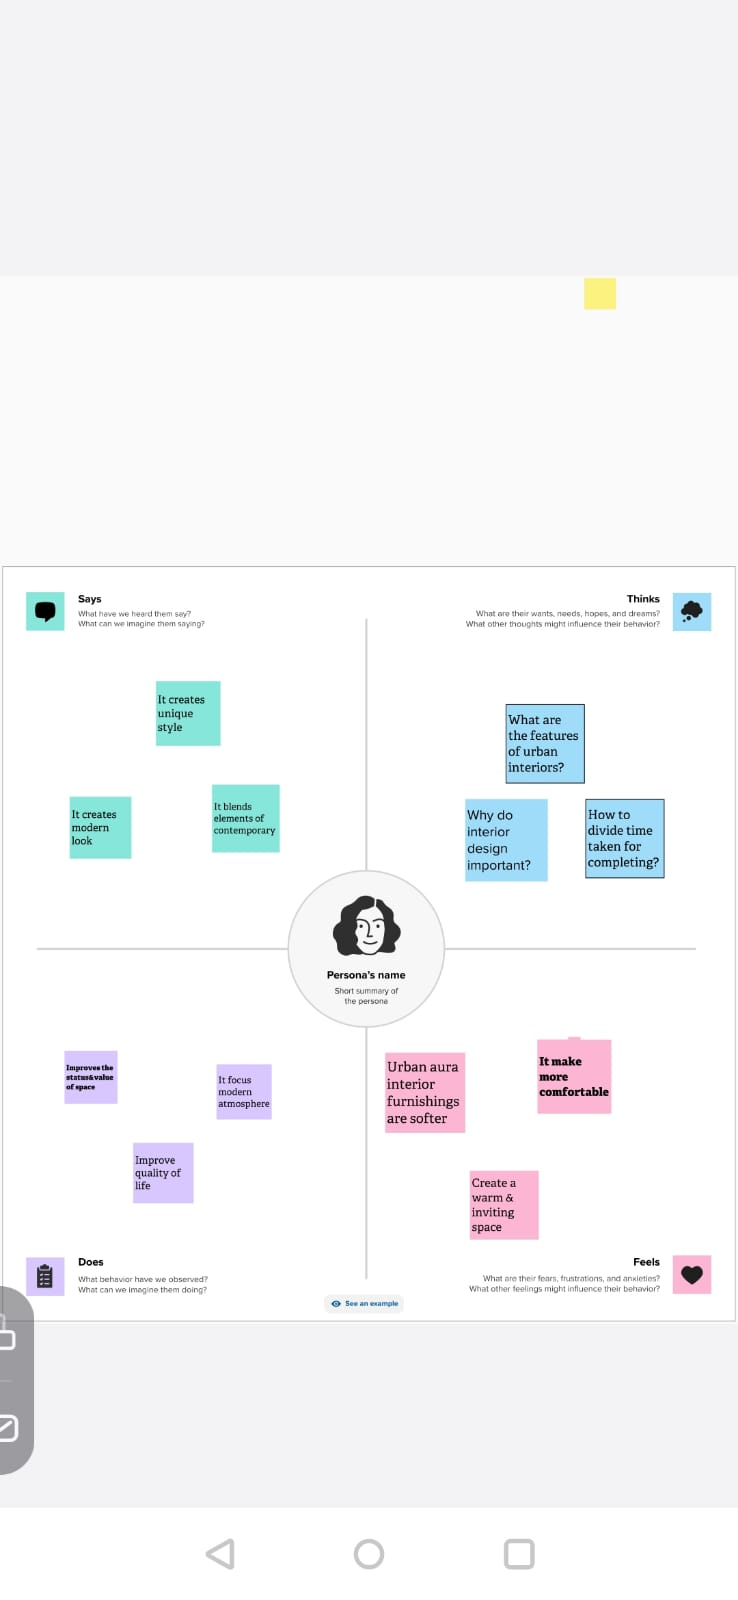 Says
What have we heard them say?
What can we imagine them saying?
Thinks
What are their wants, needs, hopes, and dreams?
What other thoughts might influence their behavior?
It creates
unique
style
It creates
modern
look
It blends
elements of
contemporary
What are
the features
of urban
interiors?
Why do
interior
design
important?
How to
divide time
taken for
completing?
Persona's name
Short summary of
the persona
Improves the
status&value
of space
It focus
modern
atmosphere
Improve
quality of
life
Urban aura
interior
furnishings
are softer
It make
more
comfortable
Create a
warm &
inviting
space
Does
What behavior have we observed?
What can we imagine them doing?
Feels
What are their fears, frustrations, and anxieties?
What other feelings might influence their behavior?
See an example